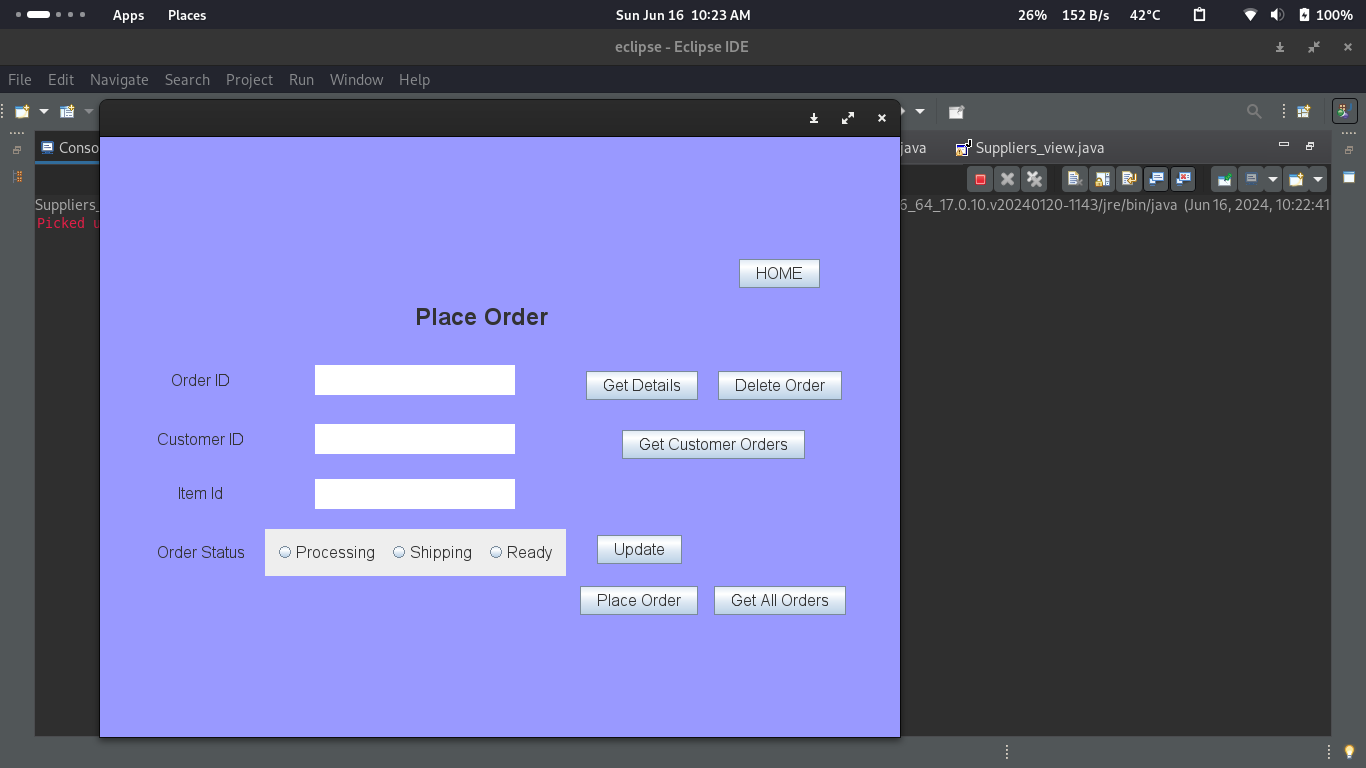 Apps Places Sun Jun 16 10:23 AM 26% 152 B/s 42°C 100%
eclipse - Eclipse IDE
File Edit Navigate Search Project Run Window Help
Conso java Suppliers_view.java
Suppliers_ 6_64_17.0.10.v20240120-1143/jre/bin/java (Jun 16, 2024, 10:22:41
Picked u
HOME
Place Order
Order ID Get Details Delete Order
Customer ID Get Customer Orders
Item Id
Order Status Processing Shipping Ready Update
Place Order Get All Orders